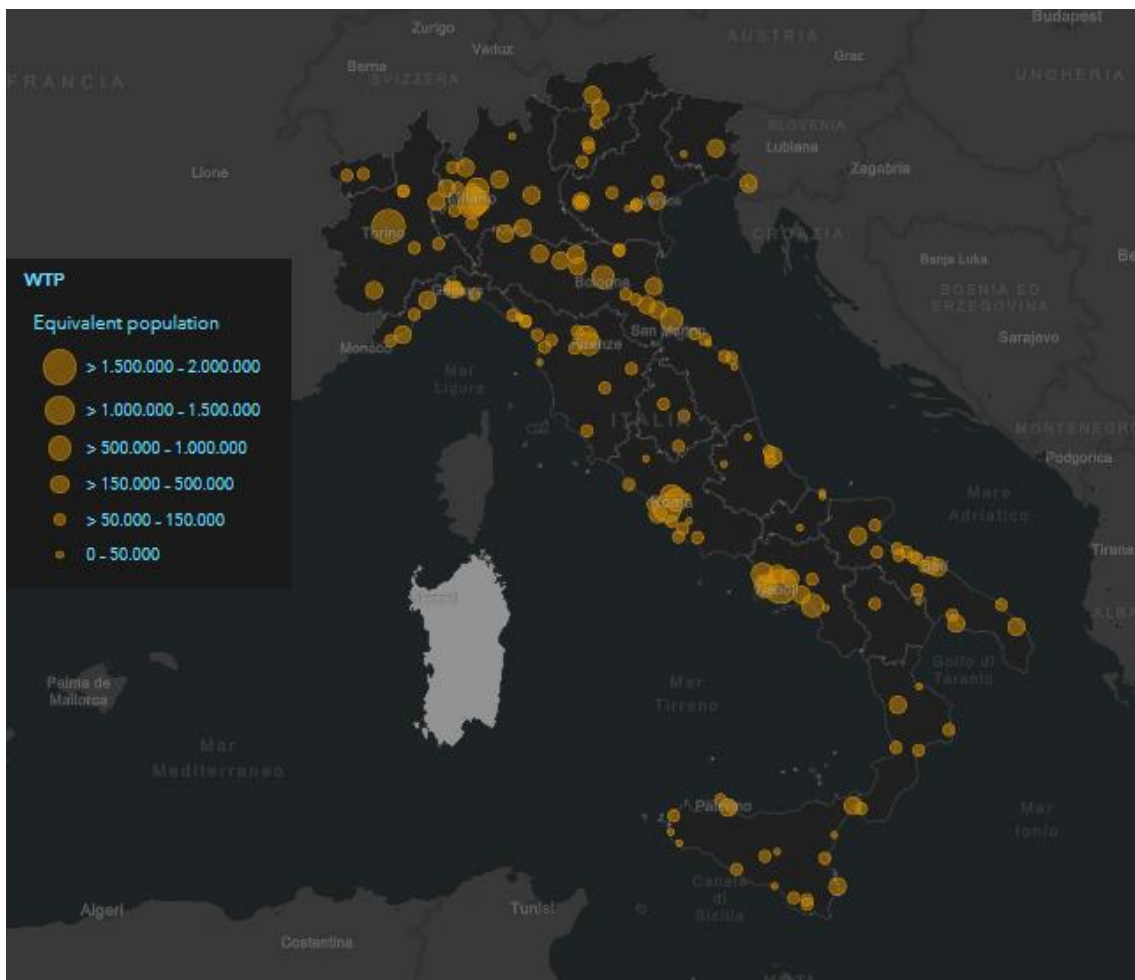 Budapest
Zurigo
AUSTRIA
Vaduz
Grac
Berna
SVIZZERA
UNGHERIA
FRANCIA
SLOVENIA
Lubiana
Zagabria
Lione
Milano
Venice
Torino
CROAZIA
Banja Luka
BOSNIA ED
ERZEGOVINA
Bologna
WTP
Equivalent population
> 1.500.000 - 2.000.000
> 1.000.000 - 1.500.000
> 500.000 - 1.000.000
> 150.000 - 500.000
> 50.000 - 150.000
0 - 50.000
San Marino
Firenze
Sarajevo
Monaco
Mar
Ligure
ITALIA
MONTENEGRO
Podgorica
Roma
Mare
Adriatico
Tirana
Bari
Napoli
ALBA
Golfo di
Taranto
Palma de
Mallorca
Mar
Tirreno
Mar
Mediterraneo
Palermo
Mar
Ionio
Canale
di
Sicilia
Algeri
Tunisi
Costantina